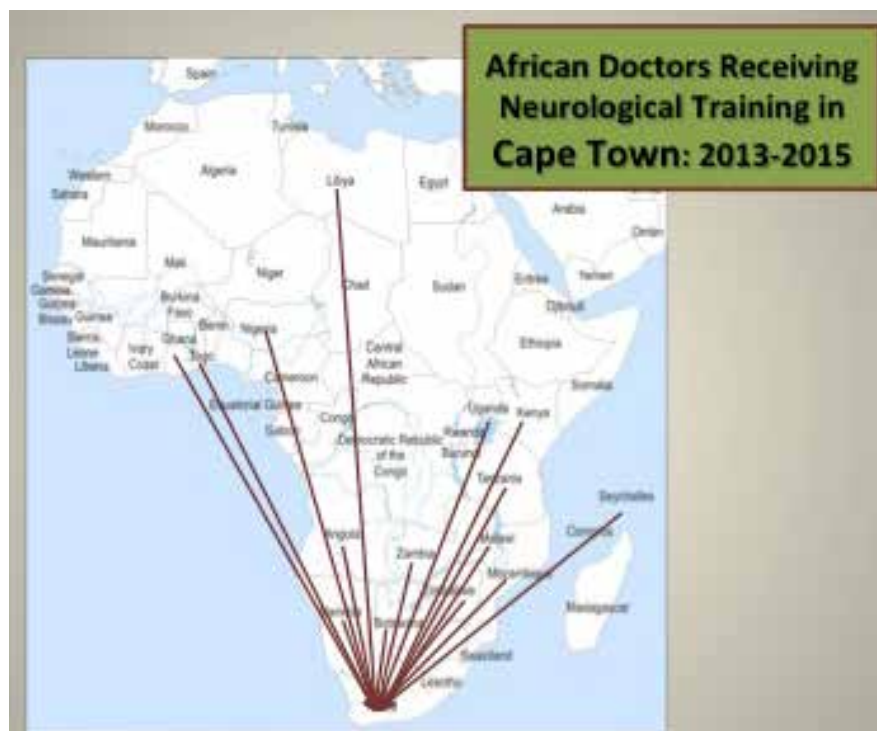 African Doctors Receiving
Neurological Training in
Cape Town: 2013-2015
Spain
Morocco
Tunisia
Western
Sahara
Algeria
Libya
Egypt
Arabia
Oman
Mauritania
Mali
Niger
Chad
Sudan
Eritrea
Yemen
Senegal
Gambia
Guinea
Bissau
Guinea
Burkina
Faso
Djibouti
Benin
Nigeria
Ghana
Togo
Sierra
Leone
Liberia
Ivory
Coast
Ethiopia
Central
African
Republic
Cameroon
Somalia
Equatorial Guinea
Congo
Gabon
Uganda
Kenya
Rwanda
Burundi
Democratic Republic
of the
Congo
Tanzania
Seychelles
Comoros
Angola
Zambia
Malawi
Mozambique
Zimbabwe
Madagascar
Namibia
Botswana
Swaziland
Lesotho